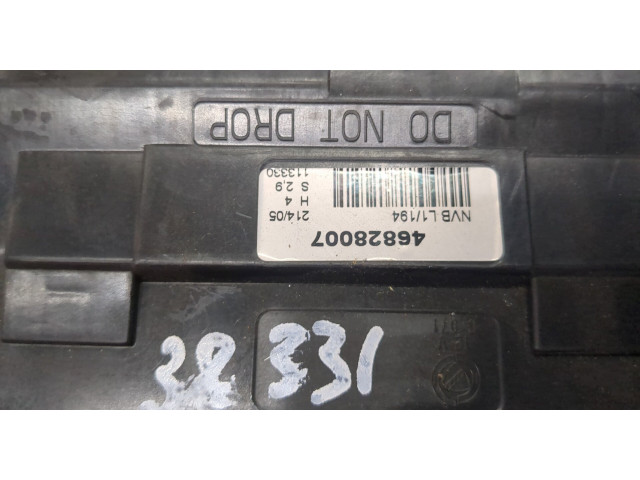 DO NOT DROP
46828007
NVB L1/194 214/05
H 4
S 2,9
113330
38 331